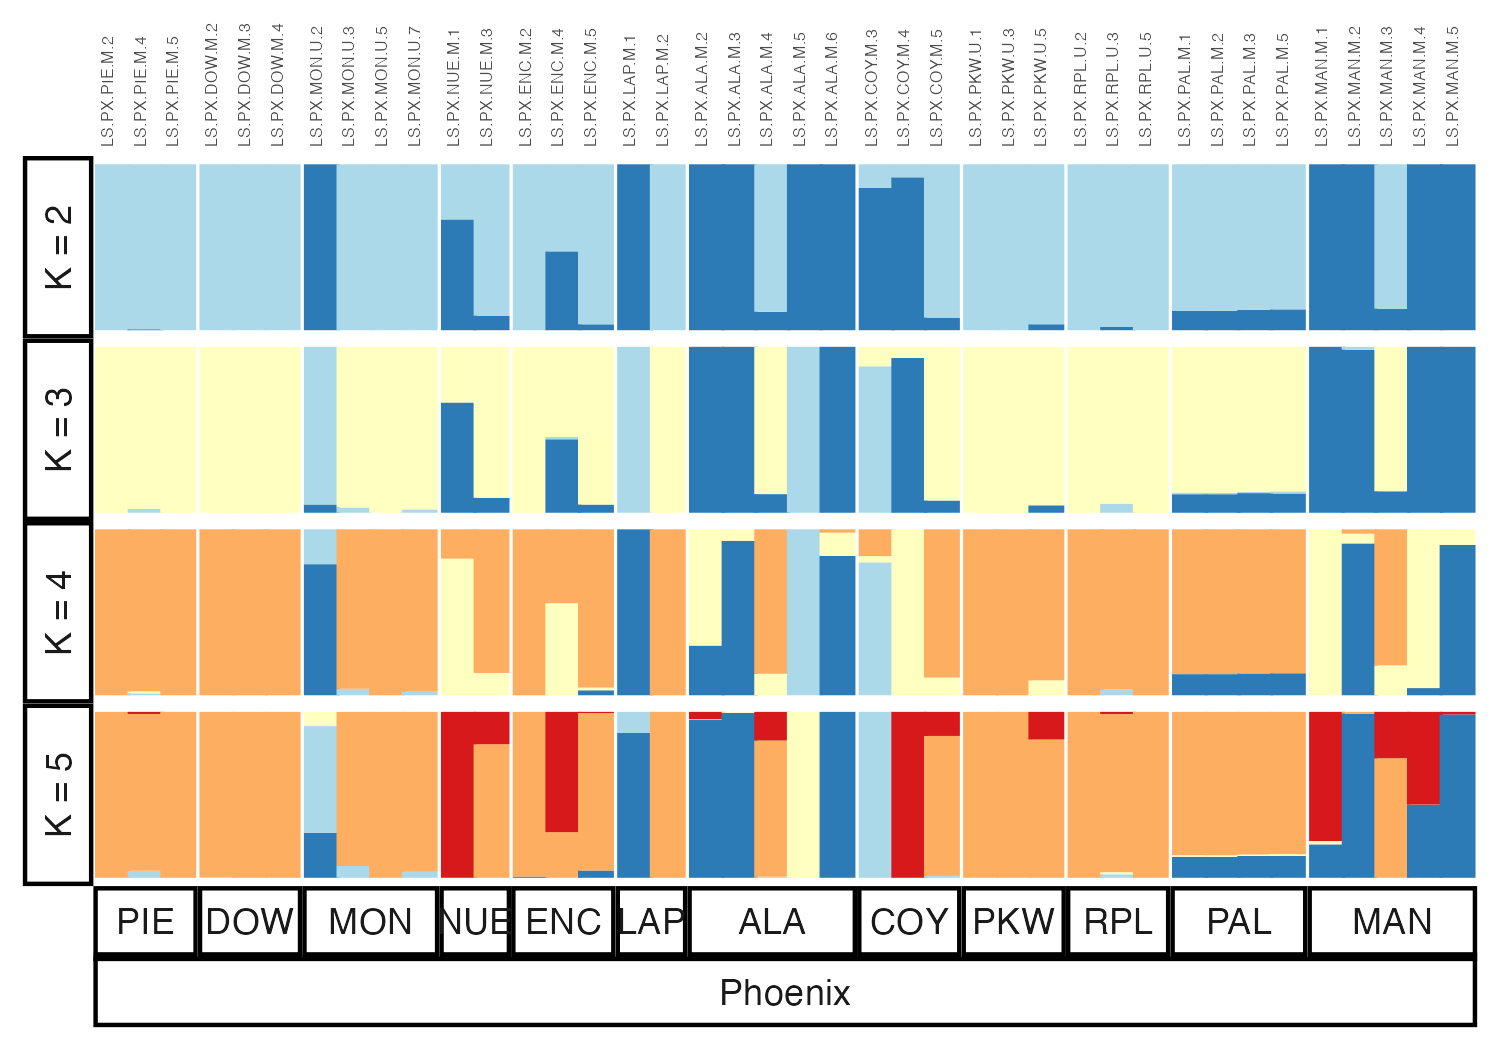 LS.PX.PIE.M.2
LS.PX.PIE.M.4
LS.PX.PIE.M.5
LS.PX.DOW.M.2
LS.PX.DOW.M.3
LS.PX.DOW.M.4
LS.PX.MON.U.2
LS.PX.MON.U.3
LS.PX.MON.U.5
LS.PX.MON.U.7
LS.PX.NUE.M.1
LS.PX.NUE.M.3
LS.PX.ENC.M.2
LS.PX.ENC.M.4
LS.PX.ENC.M.5
LS.PX.LAP.M.1
LS.PX.LAP.M.2
LS.PX.ALA.M.2
LS.PX.ALA.M.3
LS.PX.ALA.M.4
LS.PX.ALA.M.5
LS.PX.ALA.M.6
LS.PX.COY.M.3
LS.PX.COY.M.4
LS.PX.COY.M.5
LS.PX.PKW.U.1
LS.PX.PKW.U.3
LS.PX.PKW.U.5
LS.PX.RPL.U.2
LS.PX.RPL.U.3
LS.PX.RPL.U.5
LS.PX.PAL.M.1
LS.PX.PAL.M.2
LS.PX.PAL.M.3
LS.PX.PAL.M.5
LS.PX.MAN.M.1
LS.PX.MAN.M.2
LS.PX.MAN.M.3
LS.PX.MAN.M.4
LS.PX.MAN.M.5
K = 2
K = 3
K = 4
K = 5
PIE DOW MON NUE ENC LAP ALA COY PKW RPL PAL MAN
Phoenix